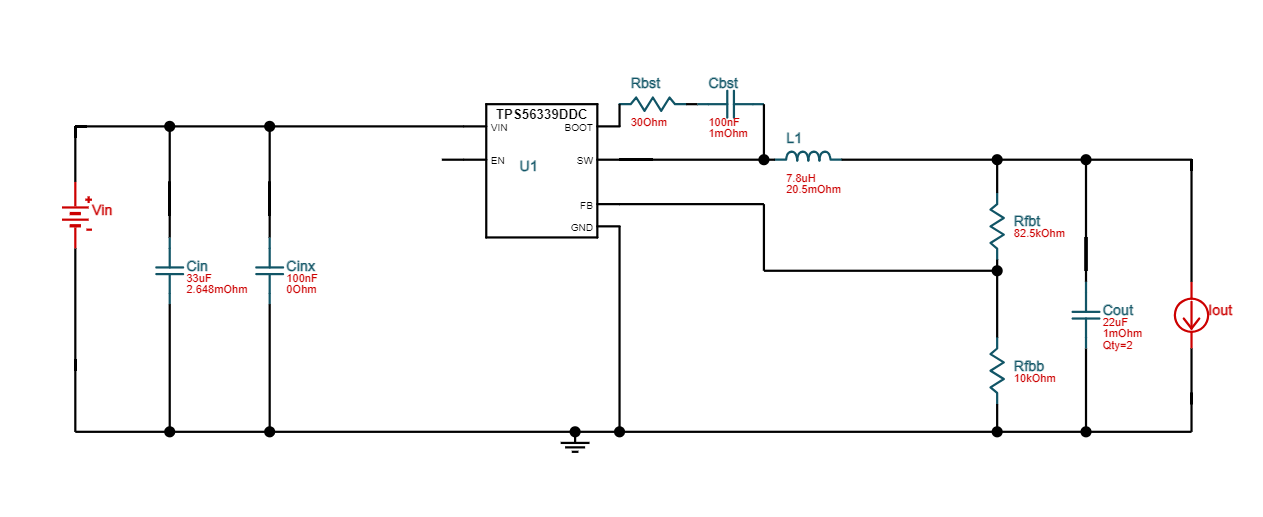 Rbst
30Ohm
Cbst
100nF
1mOhm
TPS56339DDC
VIN
BOOT
EN
SW
U1
FB
GND
L1
7.8uH
20.5mOhm
+
Vin
-
Cin
33uF
2.648mOhm
Cinx
100nF
0Ohm
Rfbt
82.5kOhm
Rfbb
10kOhm
Cout
22uF
1mOhm
Qty=2
Iout